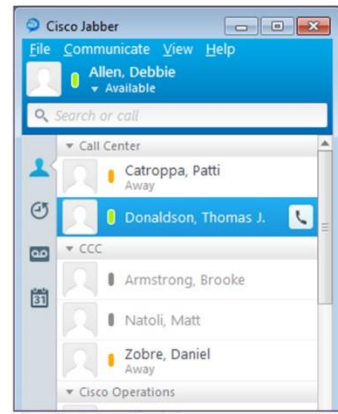 Cisco Jabber
File Communicate View Help
Allen, Debbie
Available
Search or call
Call Center
Catroppa, Patti
Away
Donaldson, Thomas J.
CCC
Armstrong, Brooke
Natoli, Matt
Zobre, Daniel
Away
31
Cisco Operations